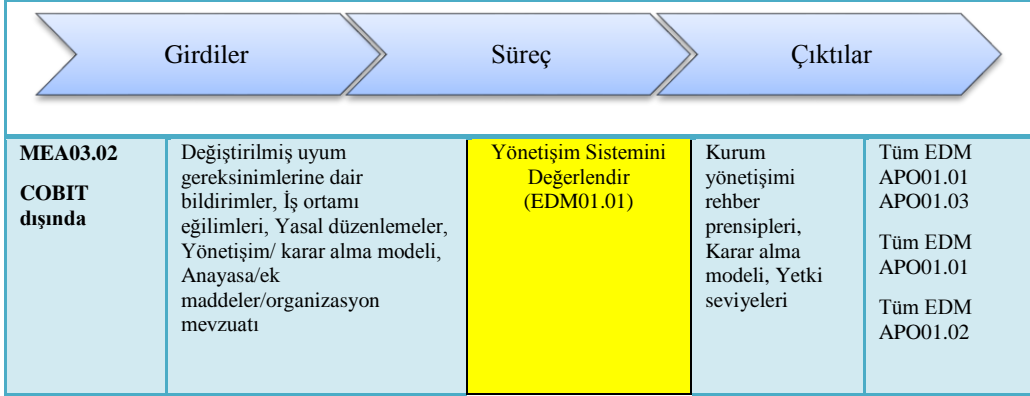 Girdiler
Süreç
Çıktılar
MEA03.02
COBIT
dışında
Değiştirilmiş uyum
gereksinimlerine dair
bildirimler, İş ortamı
eğilimleri, Yasal düzenlemeler,
Yönetişim/ karar alma modeli,
Anayasa/ek
maddeler/organizasyon
mevzuatı
Yönetişim Sistemini
Değerlendir
(EDM01.01)
Kurum
yönetişimi
rehber
prensipleri,
Karar alma
modeli, Yetki
seviyeleri
Tüm EDM
APO01.01
APO01.03
Tüm EDM
APO01.01
Tüm EDM
APO01.02